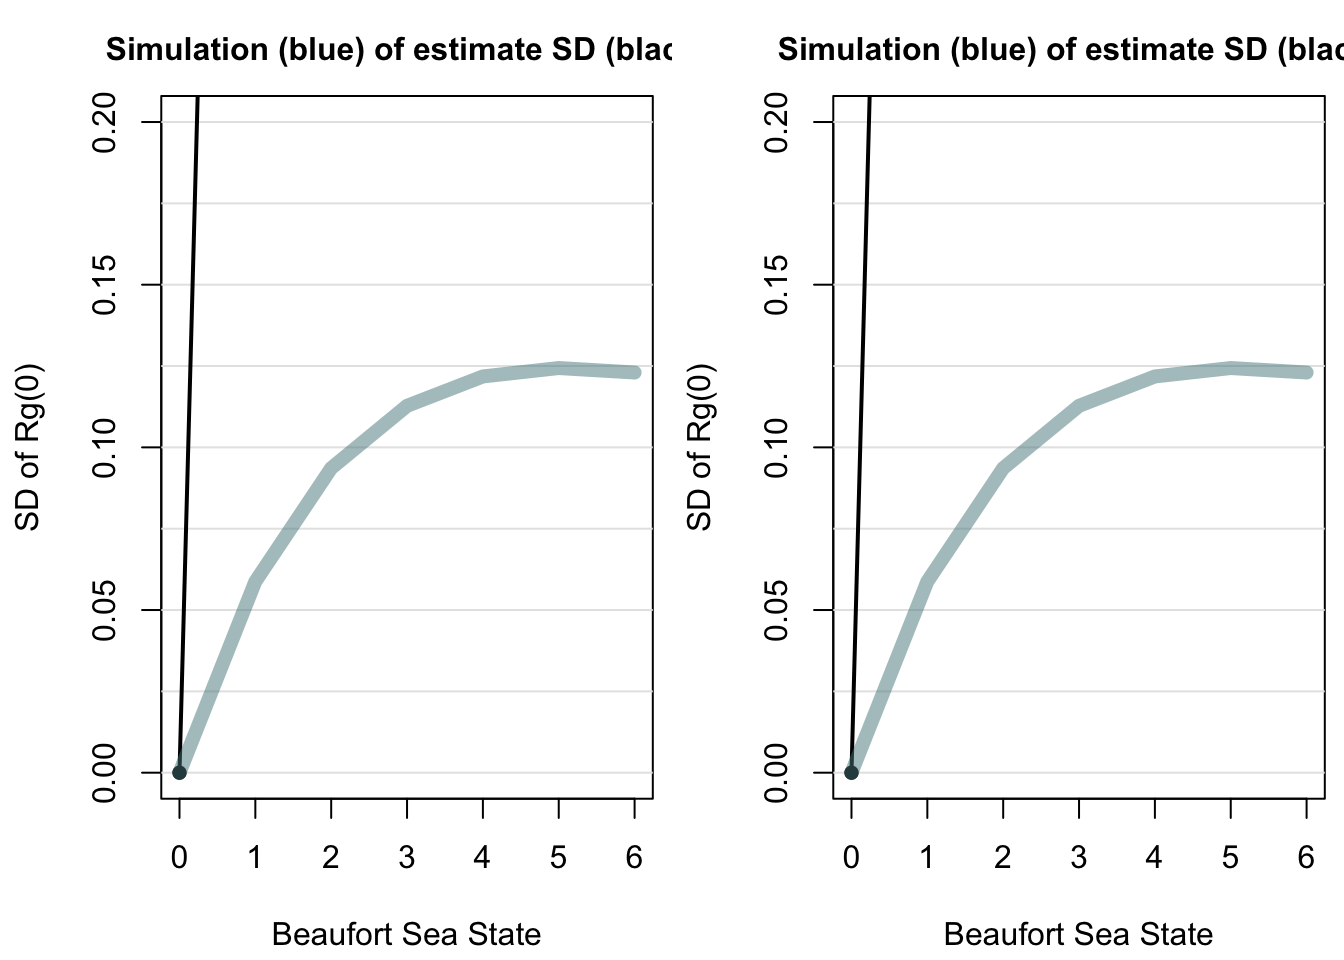 Simulation (blue) of estimate SD (blac
SD of Rg(0)
0.20
0.15
0.10
0.05
0.00
0 1 2 3 4 5 6
Beaufort Sea State
Simulation (blue) of estimate SD (blac
SD of Rg(0)
0.20
0.15
0.10
0.05
0.00
0 1 2 3 4 5 6
Beaufort Sea State